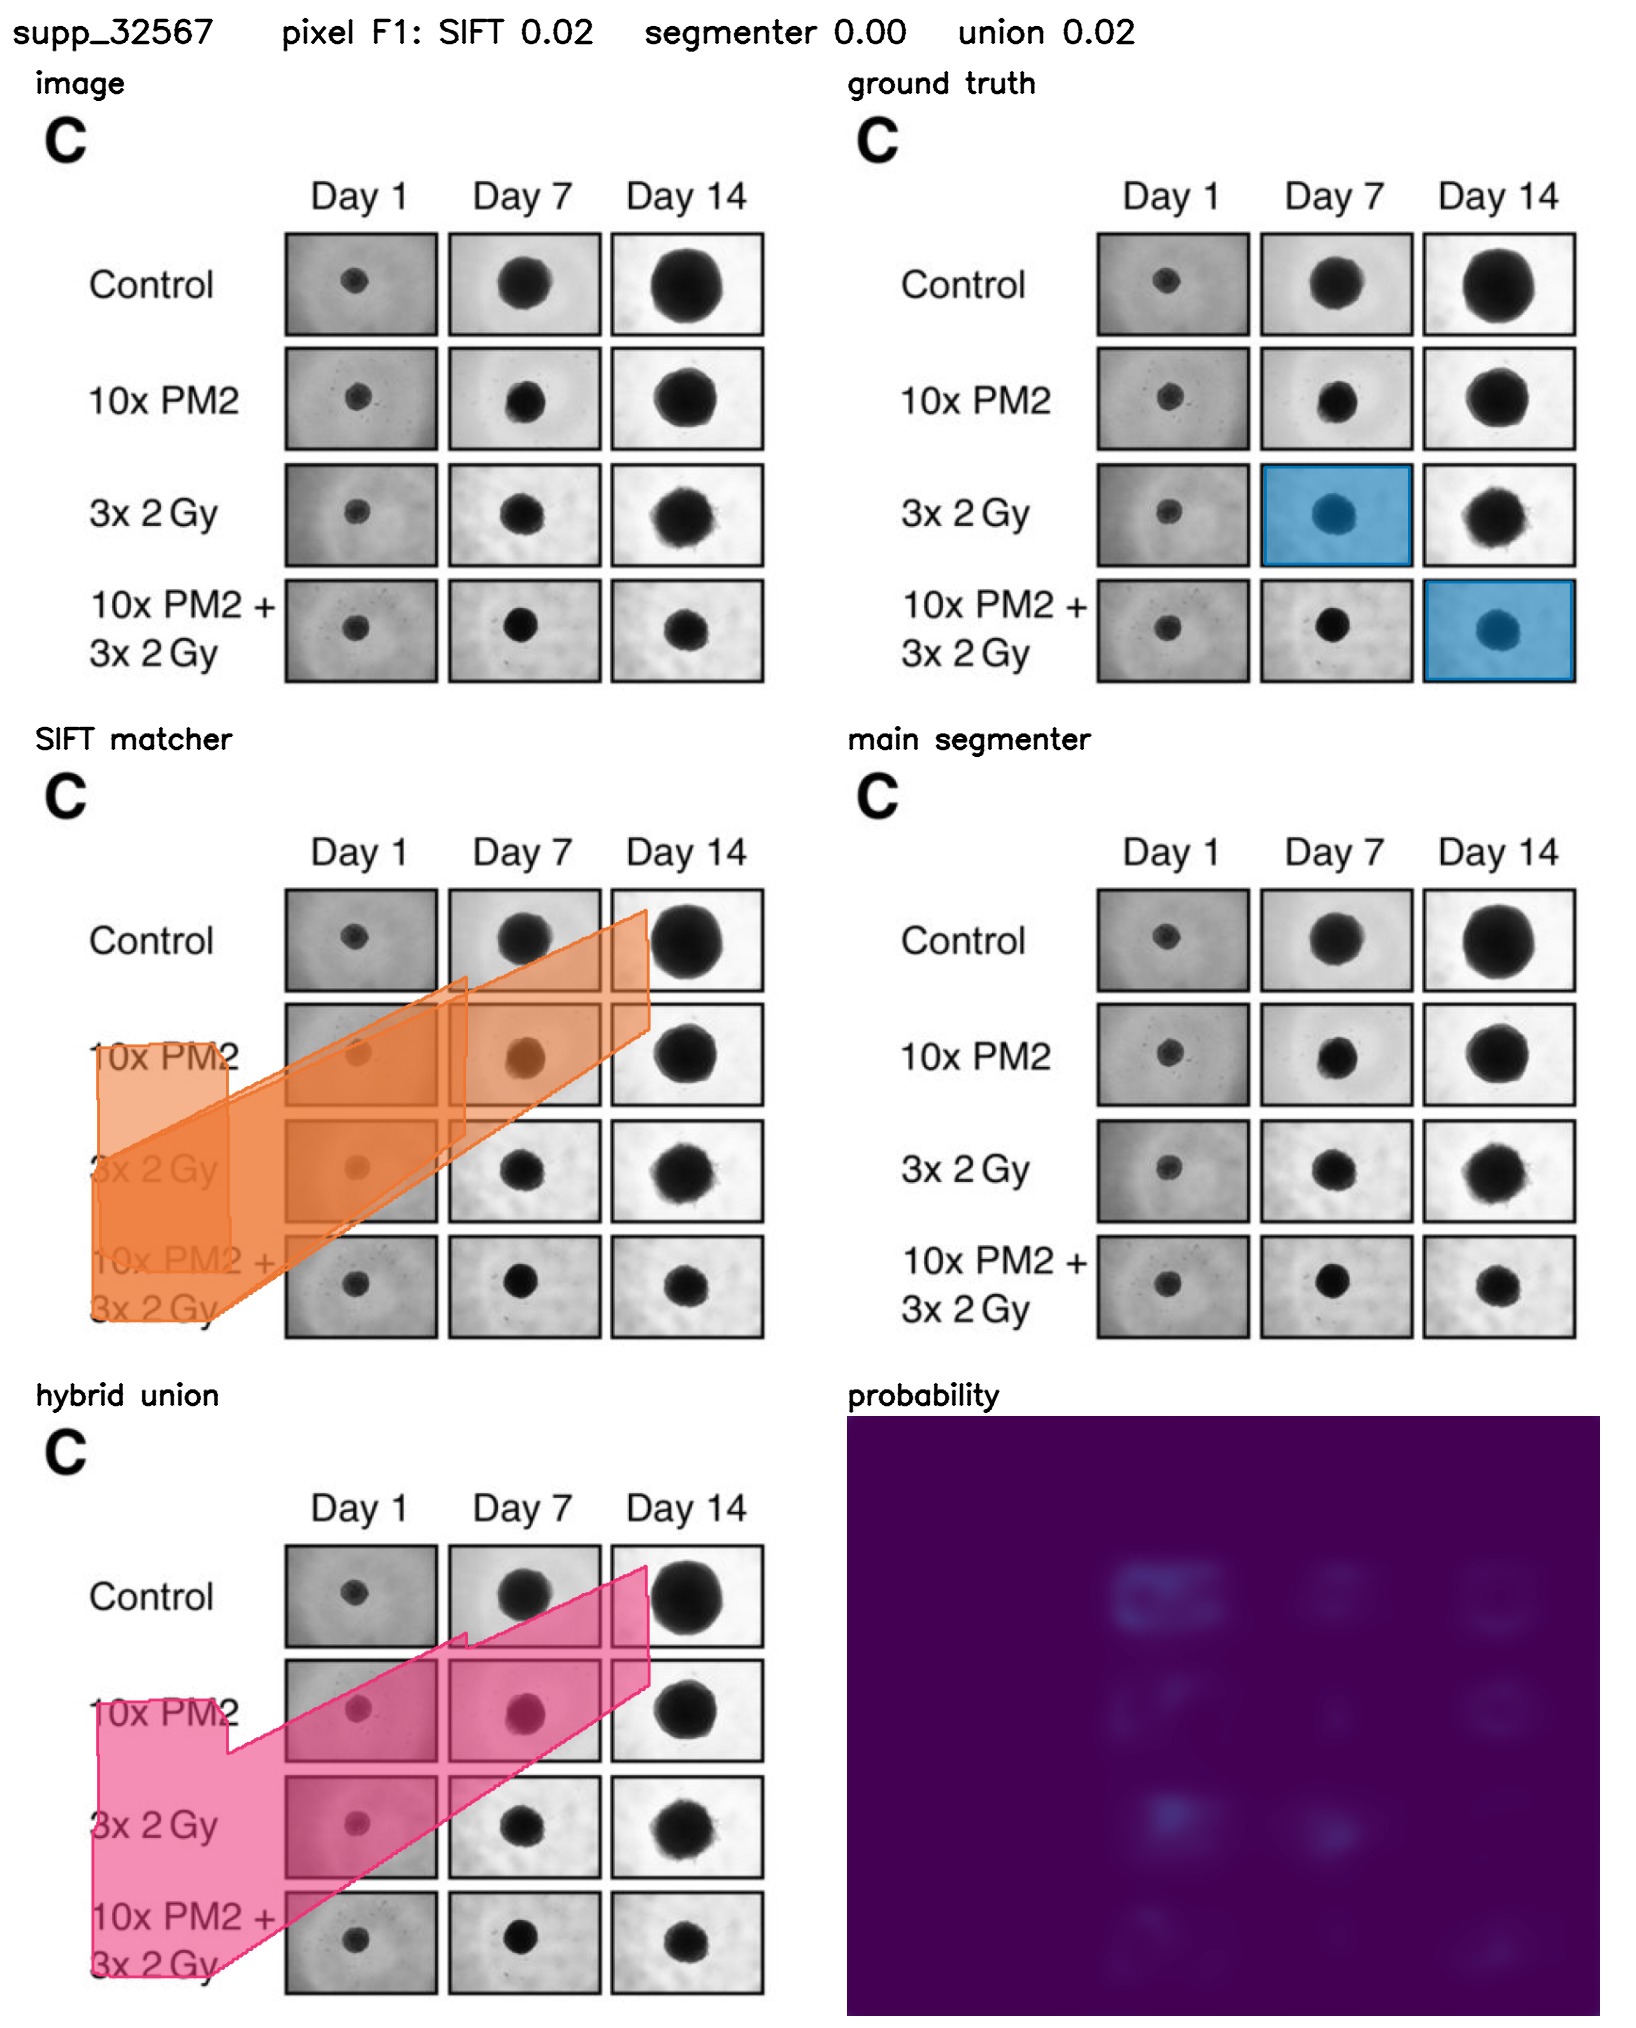 supp_32567 pixel F1: SIFT 0.02 segmenter 0.00 union 0.02
image
C
Day 1 Day 7 Day 14
Control
10x PM2
3x 2 Gy
10x PM2 +
3x 2 Gy
ground truth
C
Day 1 Day 7 Day 14
Control
10x PM2
3x 2 Gy
10x PM2 +
3x 2 Gy
SIFT matcher
C
Day 1 Day 7 Day 14
Control
10x PM2
3x 2 Gy
10x PM2 +
3x 2 Gy
main segmenter
C
Day 1 Day 7 Day 14
Control
10x PM2
3x 2 Gy
10x PM2 +
3x 2 Gy
hybrid union
C
Day 1 Day 7 Day 14
Control
10x PM2
3x 2 Gy
10x PM2 +
3x 2 Gy
probability